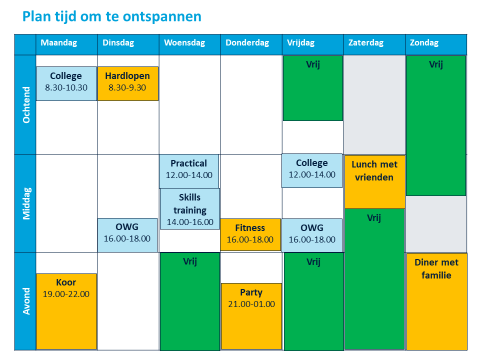 Plan tijd om te ontspannen
Maandag Dinsdag Woensdag Donderdag Vrijdag Zaterdag Zondag
Ochtend
College
8.30-10.30
Hardlopen
8.30-9.30
Vrij
Vrij
Middag
Practical
12.00-14.00
Skills
training
14.00-16.00
College
12.00-14.00
Lunch met
vrienden
OWG
16.00-18.00
Fitness
16.00-18.00
OWG
16.00-18.00
Vrij
Avond
Koor
19.00-22.00
Vrij
Party
21.00-01.00
Vrij
Diner met
familie